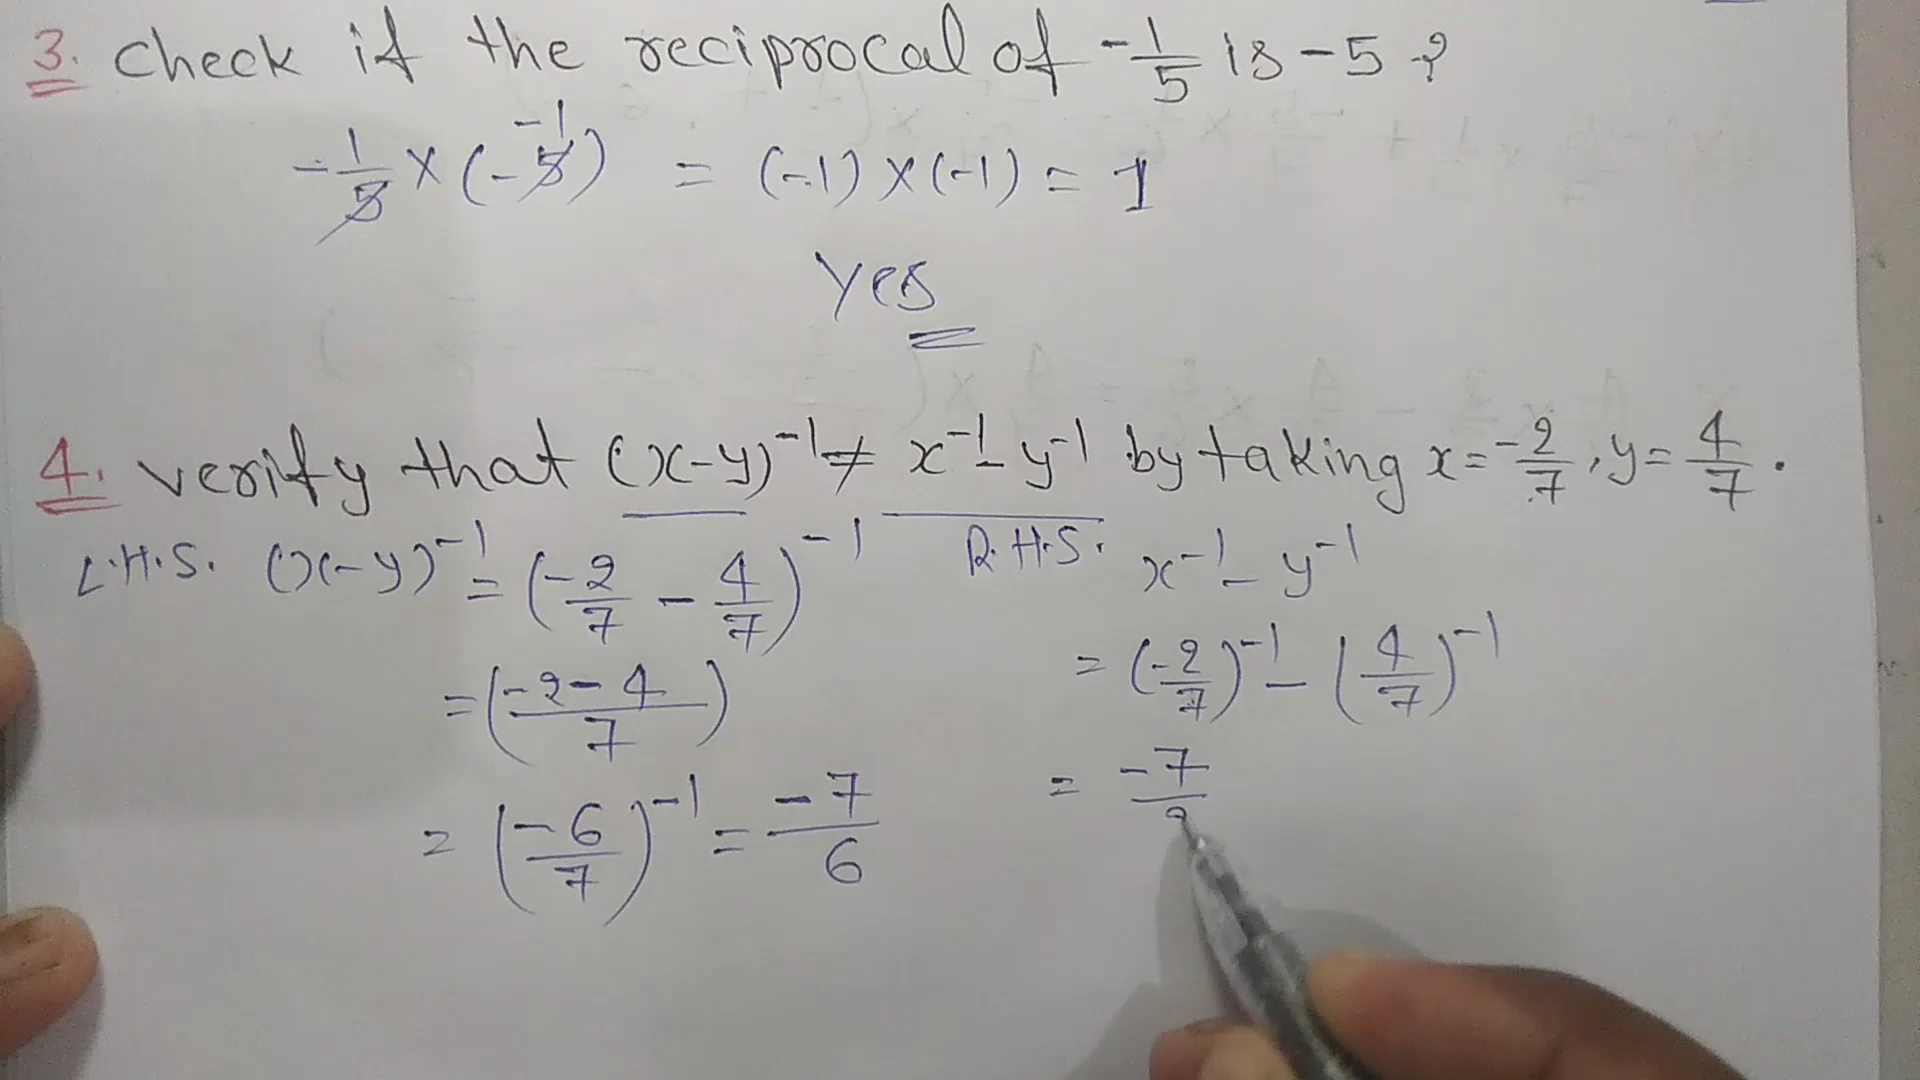 3. Check if the reciprocal of -1/5 is -5?
-1/5 × (-5) -1 = (-1) × (-1) = 1
Yes
4. verify that (x-y)⁻¹ ≠ x⁻¹ - y⁻¹ by taking x = -2/7, y = 4/7.
L.H.S. (x-y)⁻¹ = (-2/7 - 4/7)⁻¹
= (-2-4/7)
= (-6/7)⁻¹ = -7/6
R.H.S. x⁻¹ - y⁻¹
= (-2/7)⁻¹ - (4/7)⁻¹
= -7/